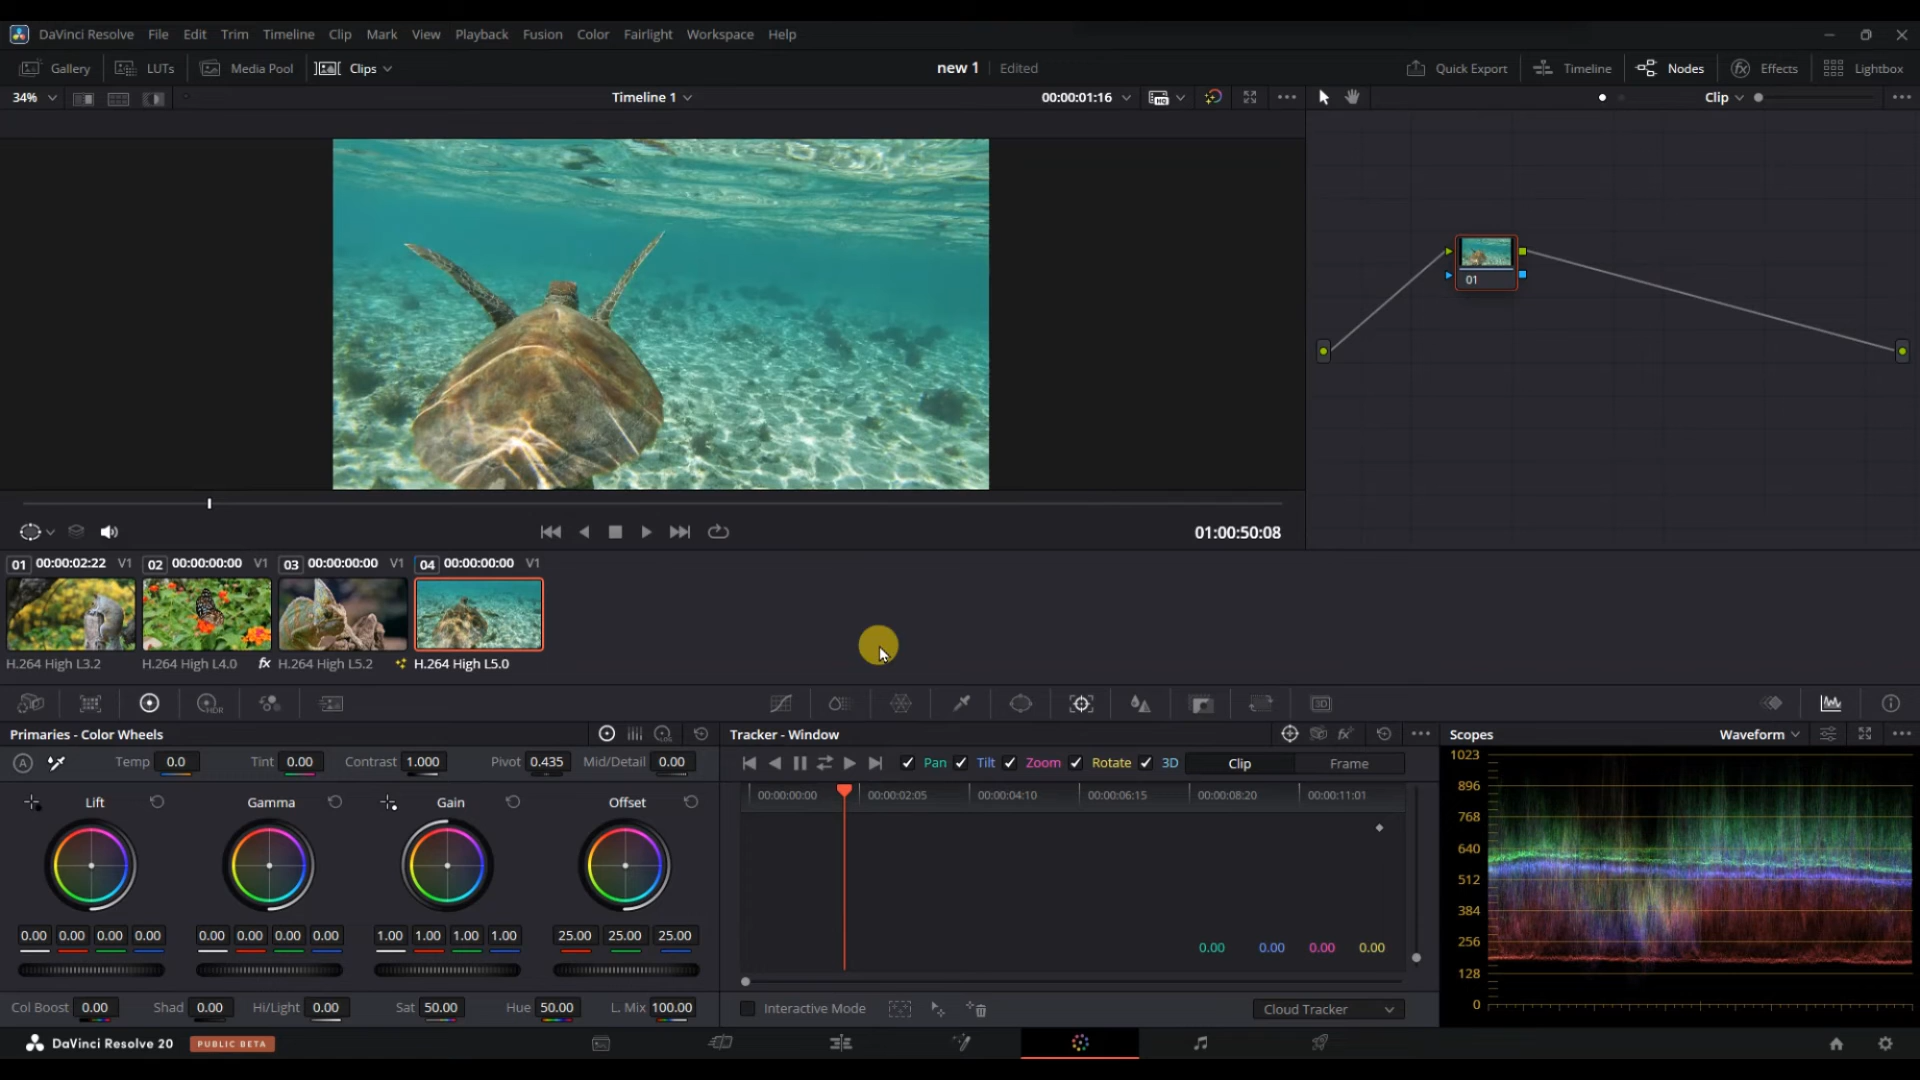 DaVinci Resolve File Edit Trim Timeline Clip Mark View Playback Fusion Color Fairlight Workspace Help
Gallery LUTs Media Pool Clips new 1 Edited Quick Export Timeline Nodes Effects Lightbox
34% Timeline 1 00:00:01:16 Clip
01
01:00:50:08
01 00:00:02:22 V1 02 00:00:00:00 V1 03 00:00:00:00 V1 04 00:00:00:00 V1
H.264 High L3.2 H.264 High L4.0 fx H.264 High L5.2 H.264 High L5.0
HDR 3D
Primaries - Color Wheels LOG Tracker - Window Scopes Waveform
A Temp 0.0 Tint 0.00 Contrast 1.000 Pivot 0.435 Mid/Detail 0.00 Pan Tilt Zoom Rotate 3D Clip Frame
Lift Gamma Gain Offset
00:00:00:00 00:00:02:05 00:00:04:10 00:00:06:15 00:00:08:20 00:00:11:01
1023
896
768
640
512
384
256
128
0
0.00 0.00 0.00 0.00 0.00 0.00 0.00 0.00 1.00 1.00 1.00 1.00 25.00 25.00 25.00
0.00 0.00 0.00 0.00
Col Boost 0.00 Shad 0.00 Hi/Light 0.00 Sat 50.00 Hue 50.00 L. Mix 100.00 Interactive Mode Cloud Tracker
DaVinci Resolve 20 PUBLIC BETA